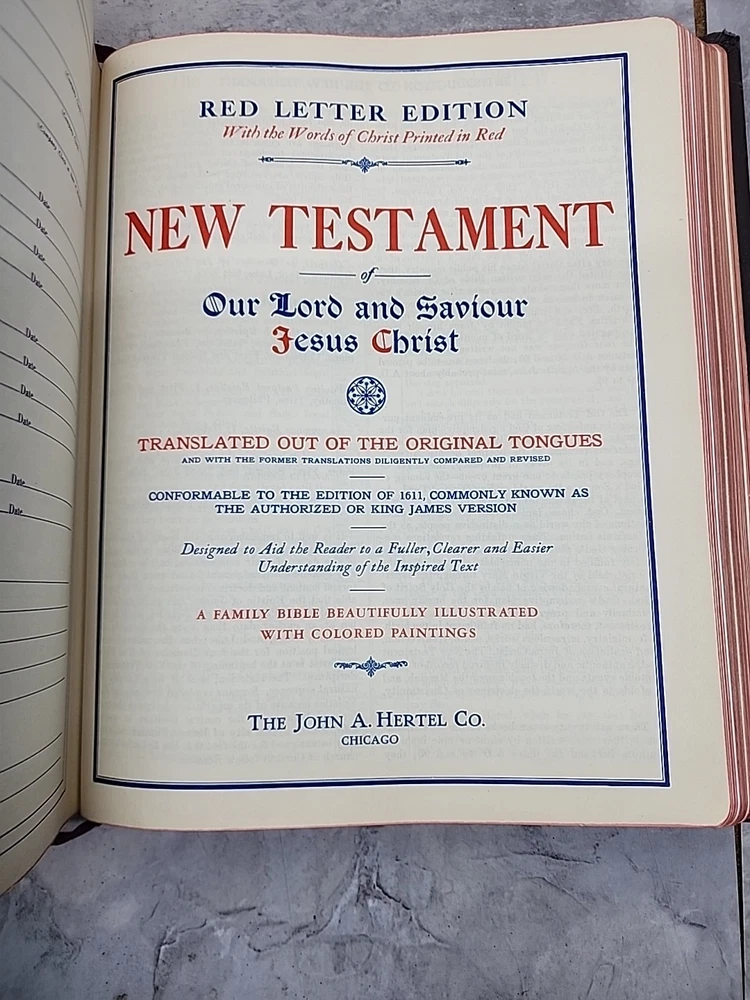 Date
Date
Date
Date
Date
Date
Date
Date
Date
Date
RED LETTER EDITION
With the Words of Christ Printed in Red
NEW TESTAMENT
of
Our Lord and Saviour
Jesus Christ
TRANSLATED OUT OF THE ORIGINAL TONGUES
AND WITH THE FORMER TRANSLATIONS DILIGENTLY COMPARED AND REVISED
CONFORMABLE TO THE EDITION OF 1611, COMMONLY KNOWN AS
THE AUTHORIZED OR KING JAMES VERSION
Designed to Aid the Reader to a Fuller, Clearer and Easier
Understanding of the Inspired Text
A FAMILY BIBLE BEAUTIFULLY ILLUSTRATED
WITH COLORED PAINTINGS
THE JOHN A. HERTEL CO.
CHICAGO